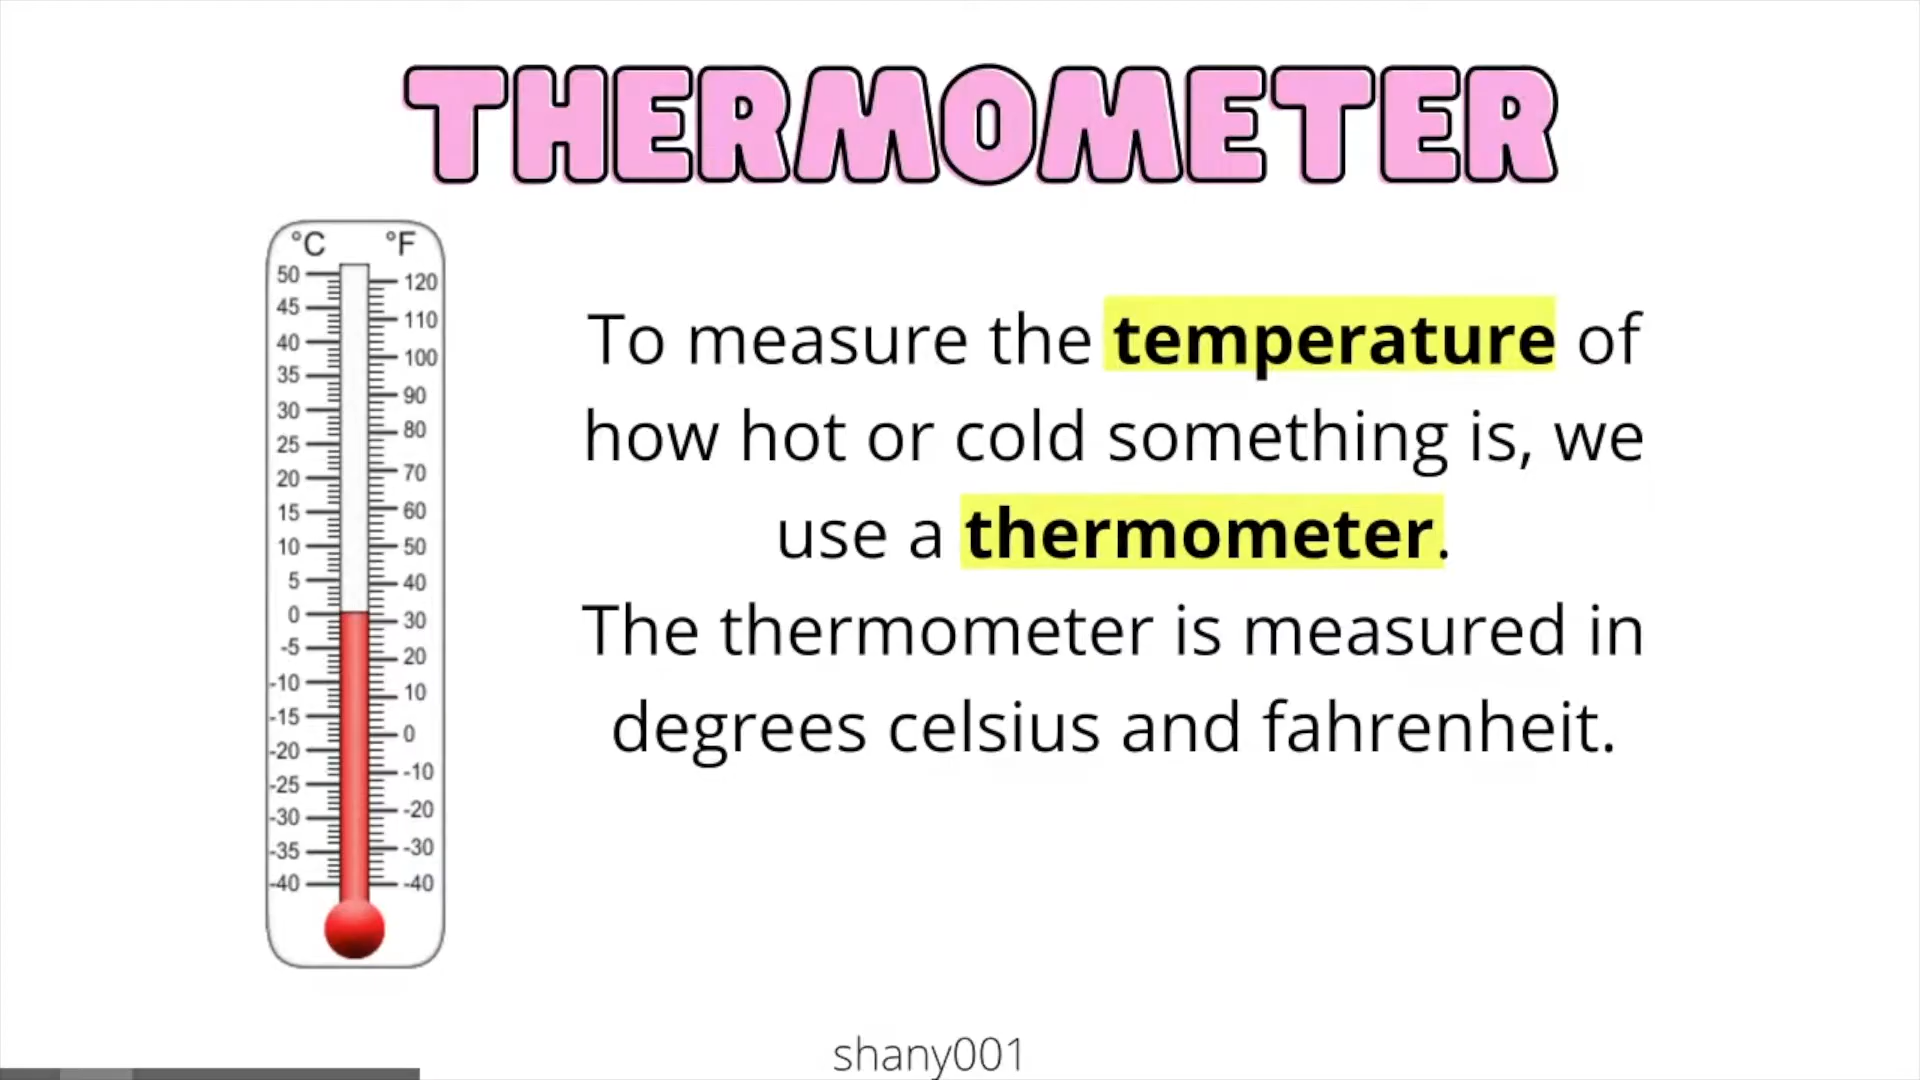 THERMOMETER
°C °F
50 120
45 110
40 100
35 90
30 80
25 70
20 60
15 50
10 40
5 30
0 20
-5 10
-10 0
-15 -10
-20 -20
-25 -30
-30 -40
-35
-40
To measure the temperature of
how hot or cold something is, we
use a thermometer.
The thermometer is measured in
degrees celsius and fahrenheit.
shany001